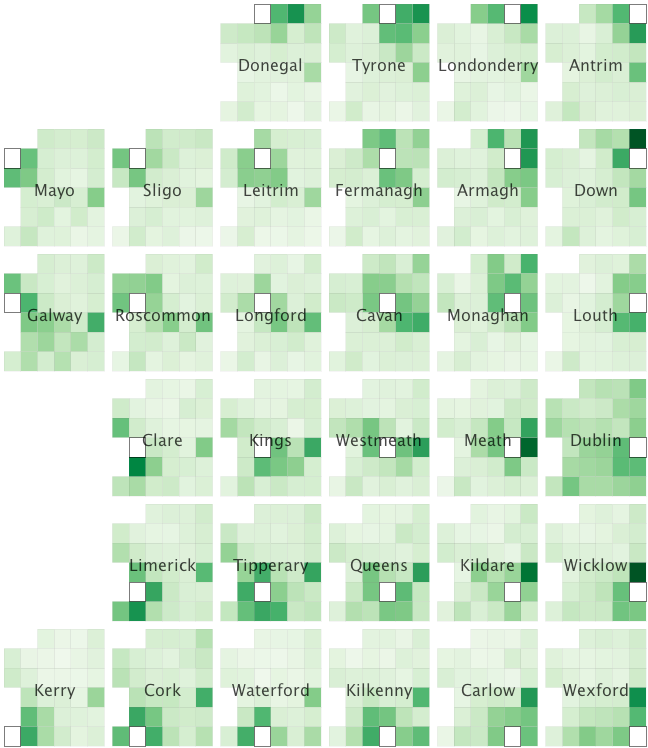 Donegal Tyrone Londonderry Antrim
Mayo Sligo Leitrim Fermanagh Armagh Down
Galway Roscommon Longford Cavan Monaghan Louth
Clare Kings Westmeath Meath Dublin
Limerick Tipperary Queens Kildare Wicklow
Kerry Cork Waterford Kilkenny Carlow Wexford